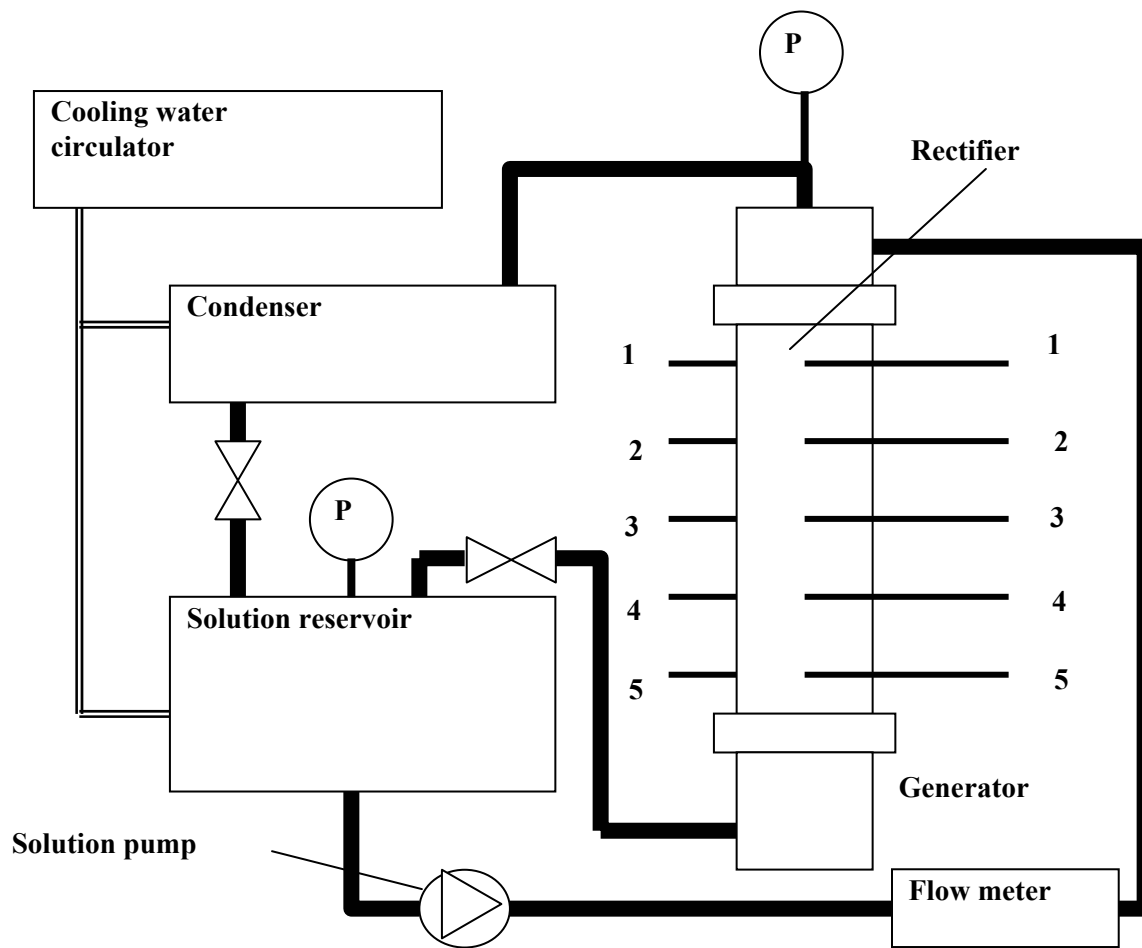 P
Cooling water
circulator
Rectifier
Condenser
1
1
2
2
P
3
3
4
4
Solution reservoir
5
5
Generator
Solution pump
Flow meter